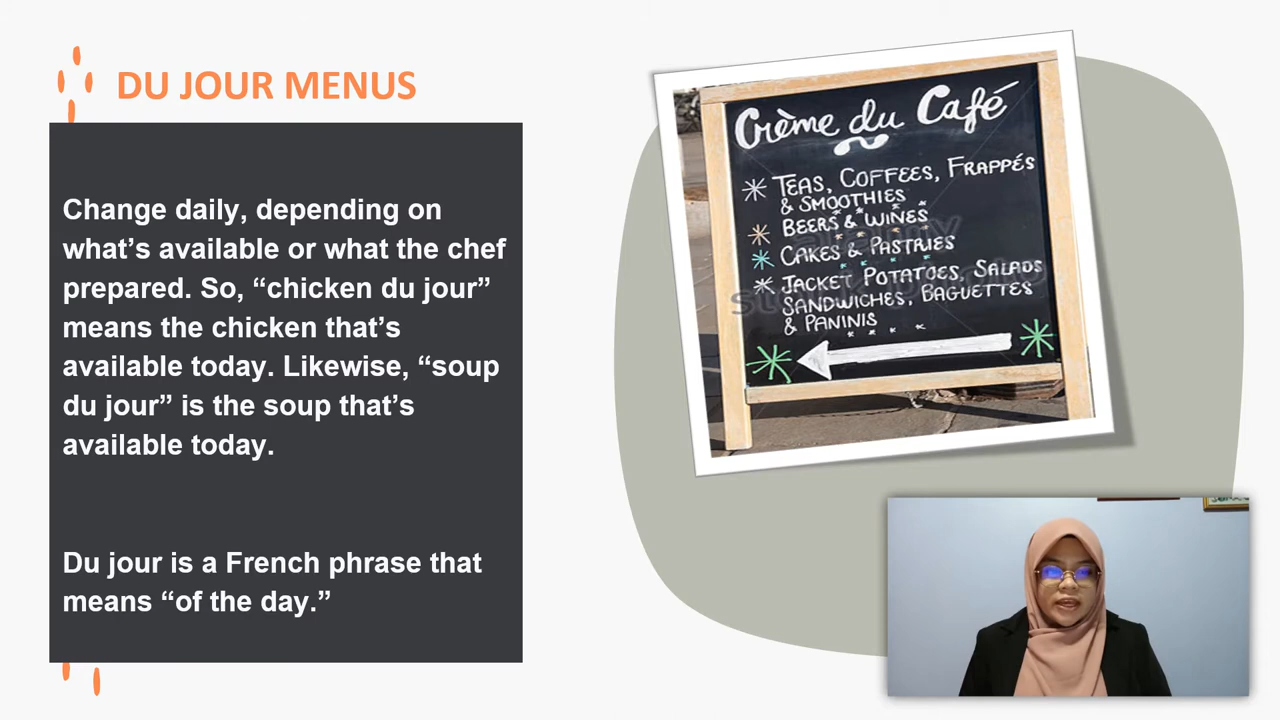 DU JOUR MENUS
Change daily, depending on
what’s available or what the chef
prepared. So, “chicken du jour”
means the chicken that’s
available today. Likewise, “soup
du jour” is the soup that’s
available today.
Du jour is a French phrase that
means “of the day.”
Crème du Café
TEAS, COFFEES, FRAPPÉS
& SMOOTHIES
BEERS & WINES
CAKES & PASTRIES
JACKET POTATOES, SALADS
SANDWICHES, BAGUETTES
& PANINIS